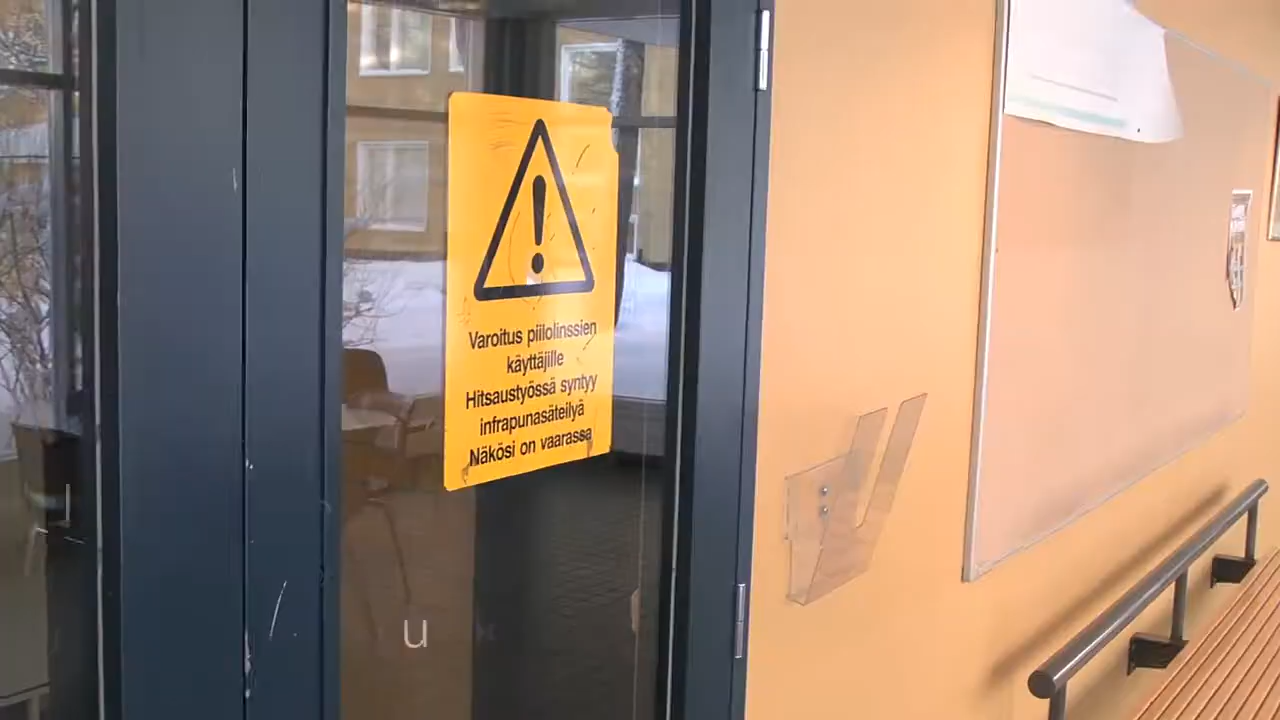 Varoitus piilolinssien
käyttäjille
Hitsaustyössä syntyy
infrapunasäteilyä
Näkösi on vaarassa
u